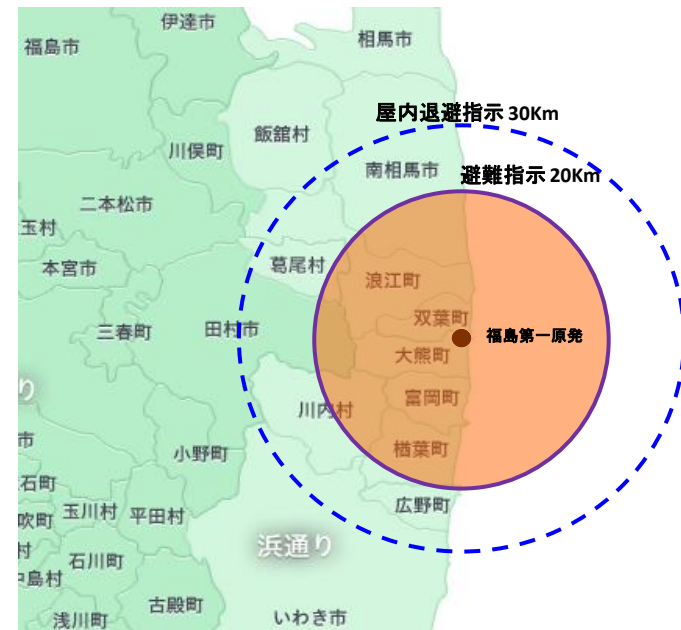 伊達市
福島市
相馬市
屋内退避指示 30Km
飯舘村
川俣町
南相馬市
避難指示 20Km
二本松市
玉村
葛尾村
本宮市
浪江町
双葉町
三春町
田村市
福島第一原発
大熊町
り
富岡町
川内村
市
楢葉町
小野町
石町
広野町
吹町
玉川村
平田村
浜通り
村
石川町
島村
古殿町
浅川町
いわき市